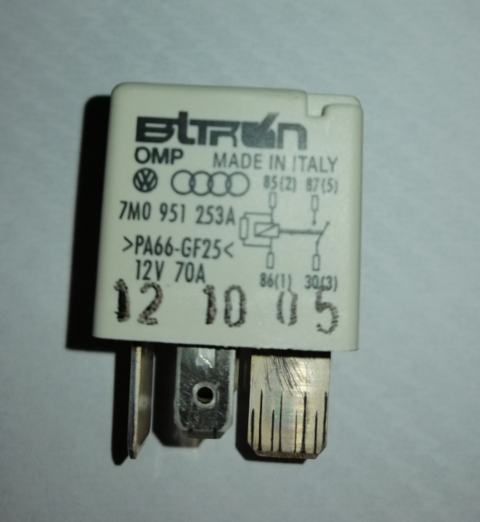 BITRON
OMP MADE IN ITALY
85(2) 87(5)
7M0 951 253A
>PA66-GF25<
12V 70A
86(1) 30(3)
12 10 05